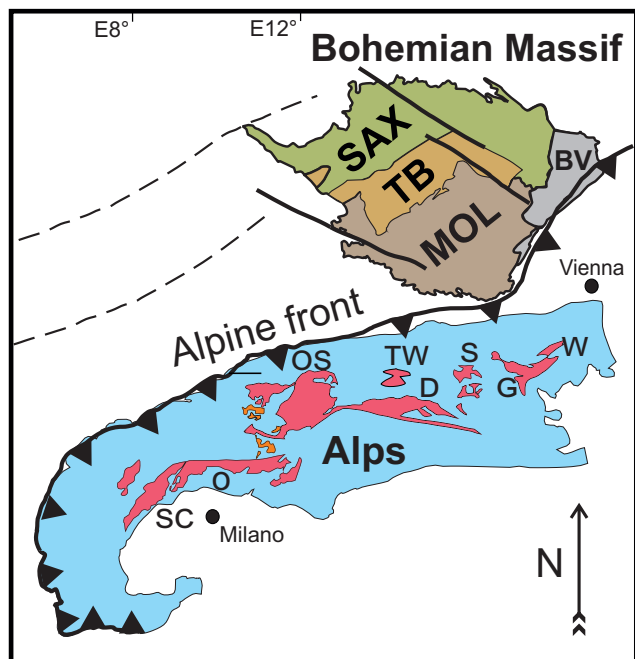 E8° E12°
Bohemian Massif
SAX
BV
TB
MOL
Vienna
Alpine front
OS TW S W
D G
Alps
O
SC
Milano
N